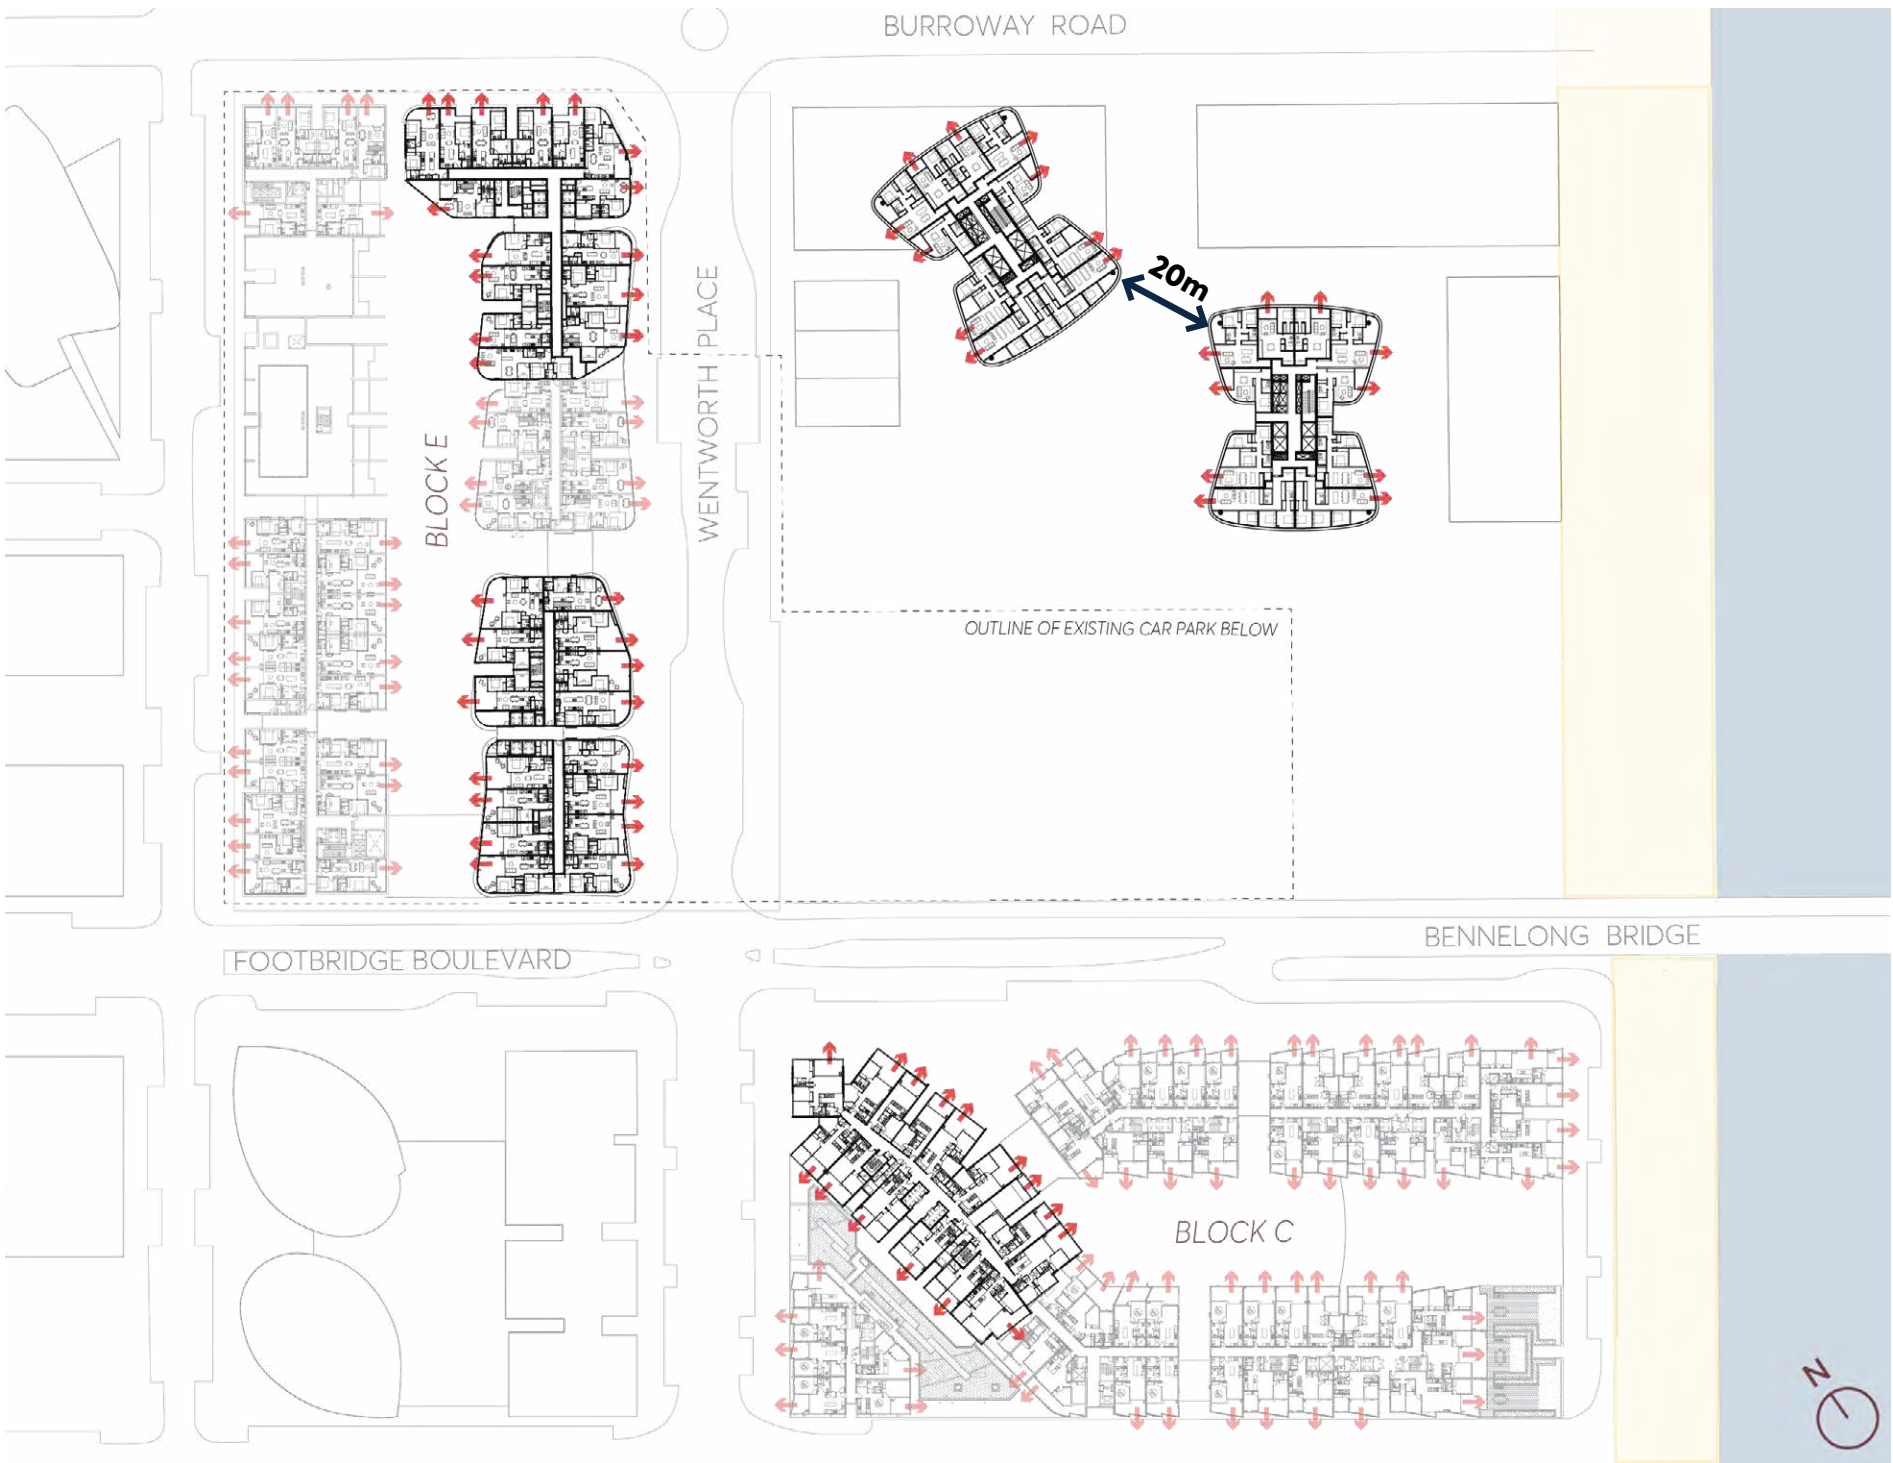 BURROWAY ROAD
20m
WENTWORTH PLACE
BLOCK E
OUTLINE OF EXISTING CAR PARK BELOW
BENNELONG BRIDGE
FOOTBRIDGE BOULEVARD
BLOCK C
N